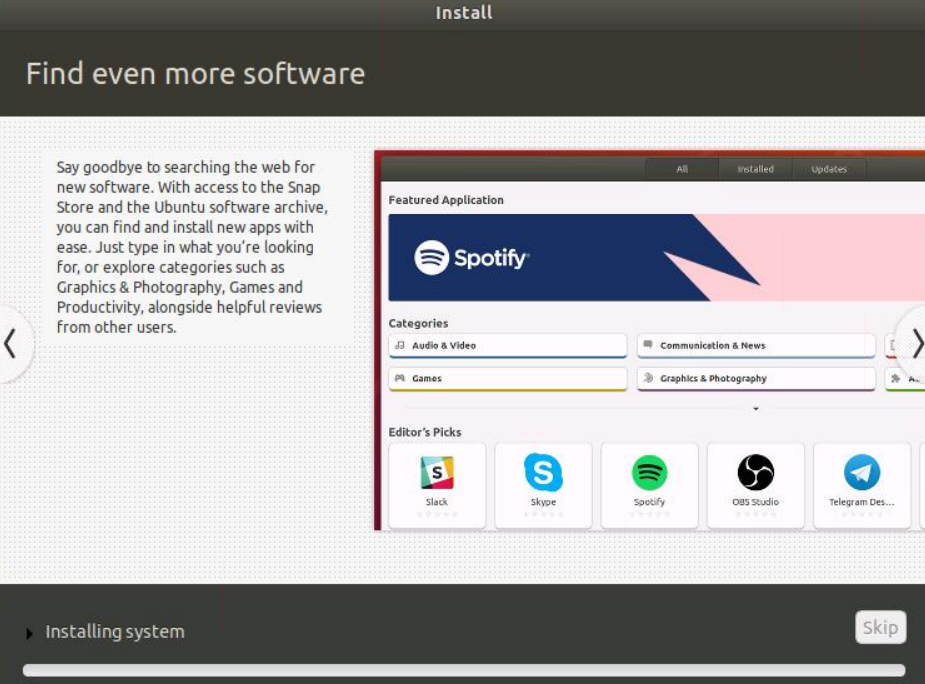 Install
Find even more software
Say goodbye to searching the web for
new software. With access to the Snap
Store and the Ubuntu software archive,
you can find and install new apps with
ease. Just type in what you're looking
for, or explore categories such as
Graphics & Photography, Games and
Productivity, alongside helpful reviews
from other users.
All Installed Updates
Featured Application
Spotify
Categories
Audio & Video Communication & News
Games Graphics & Photography
Editor's Picks
Slack Skype Spotify OBS Studio Telegram Des...
Installing system
Skip